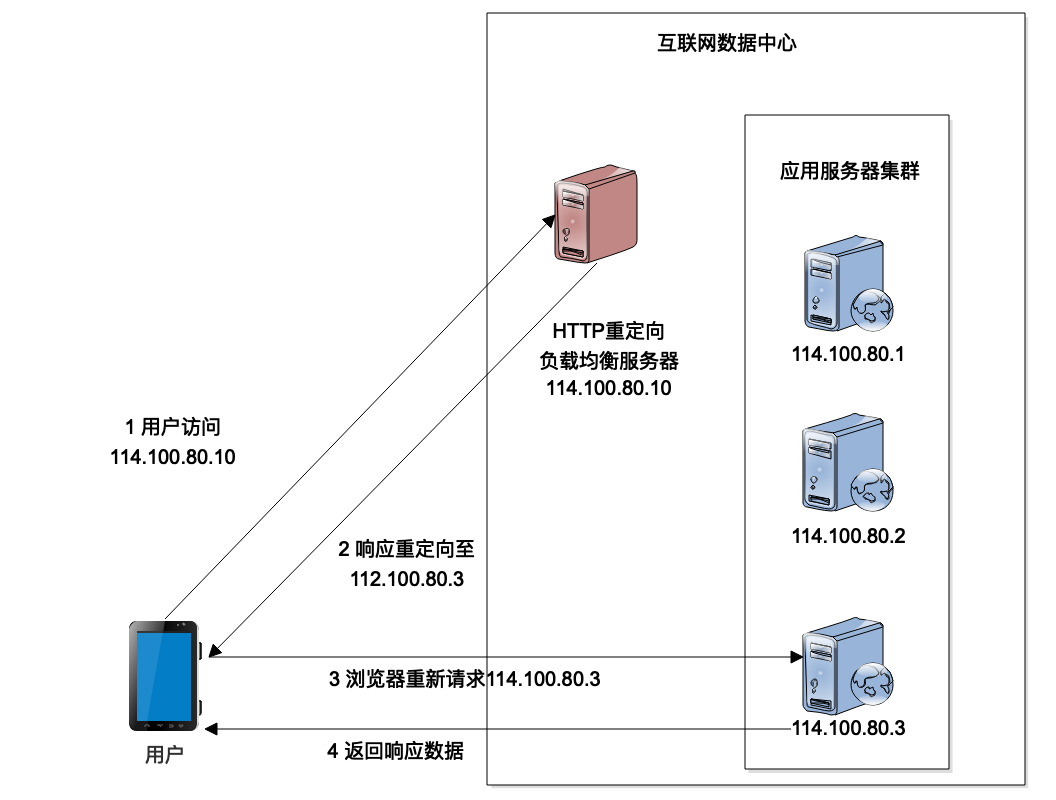 互联网数据中心
应用服务器集群
114.100.80.1
HTTP重定向
负载均衡服务器
114.100.80.10
1 用户访问
114.100.80.10
114.100.80.2
2 响应重定向至
112.100.80.3
3 浏览器重新请求114.100.80.3
114.100.80.3
4 返回响应数据
用户